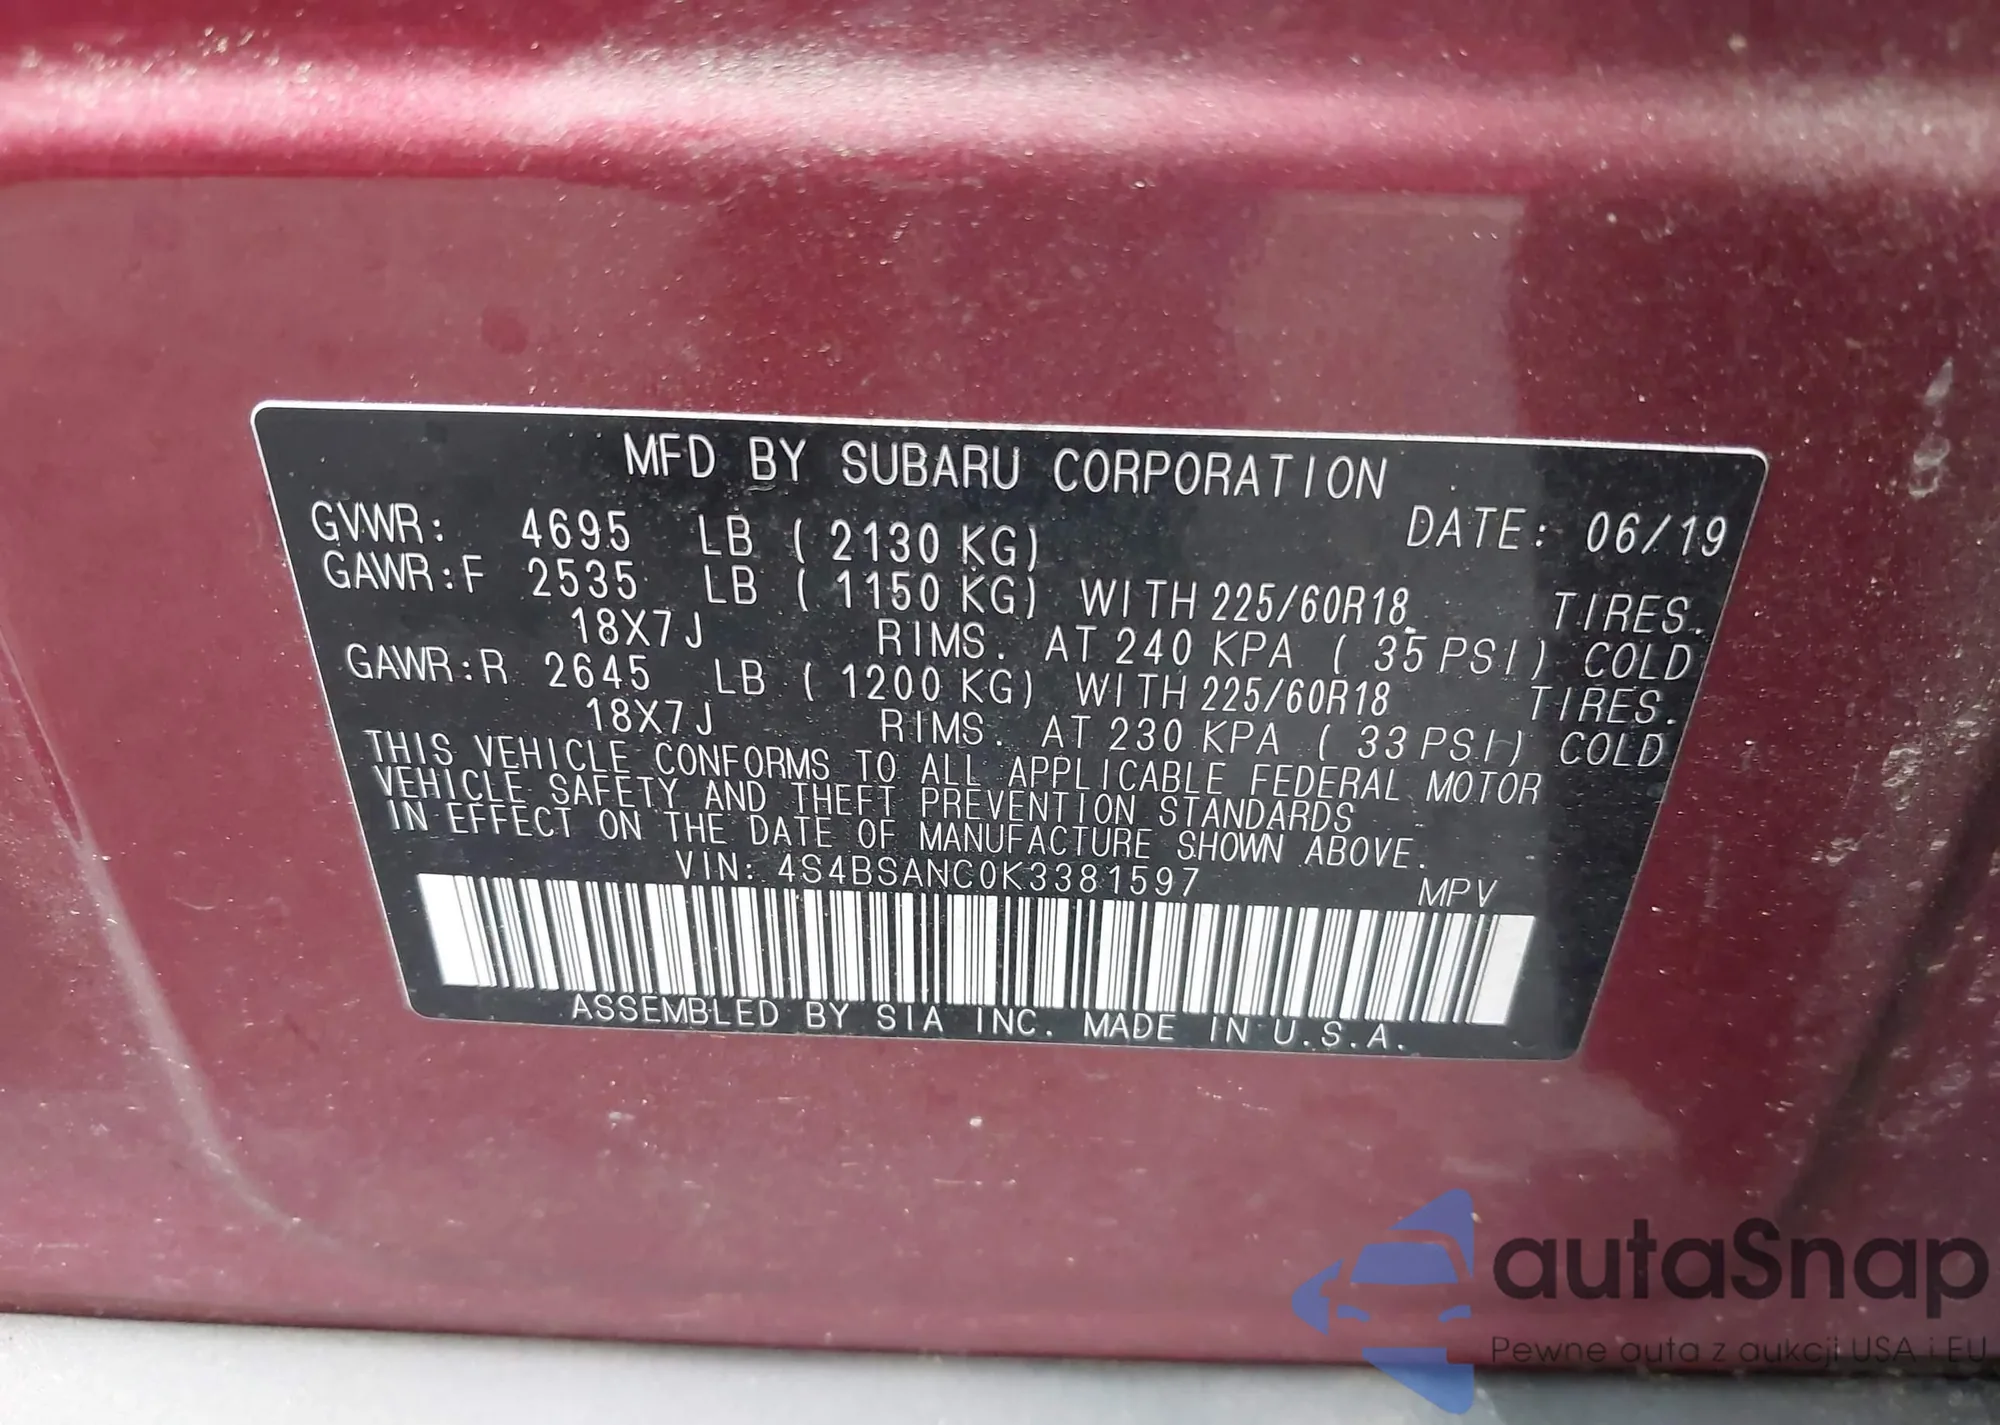 MFD BY SUBARU CORPORATION
GVWR: 4695 LB ( 2130 KG) DATE: 06/19
GAWR:F 2535 LB ( 1150 KG) WITH 225/60R18 TIRES.
18X7J RIMS. AT 240 KPA ( 35 PSI) COLD
GAWR:R 2645 LB ( 1200 KG) WITH 225/60R18 TIRES.
18X7J RIMS. AT 230 KPA ( 33 PSI) COLD
THIS VEHICLE CONFORMS TO ALL APPLICABLE FEDERAL MOTOR
VEHICLE SAFETY AND THEFT PREVENTION STANDARDS
IN EFFECT ON THE DATE OF MANUFACTURE SHOWN ABOVE.
VIN: 4S4BSANC0K3381597 MPV
ASSEMBLED BY SIA INC. MADE IN U.S.A.
autaSnap
Pewne auta z aukcji USA i EU